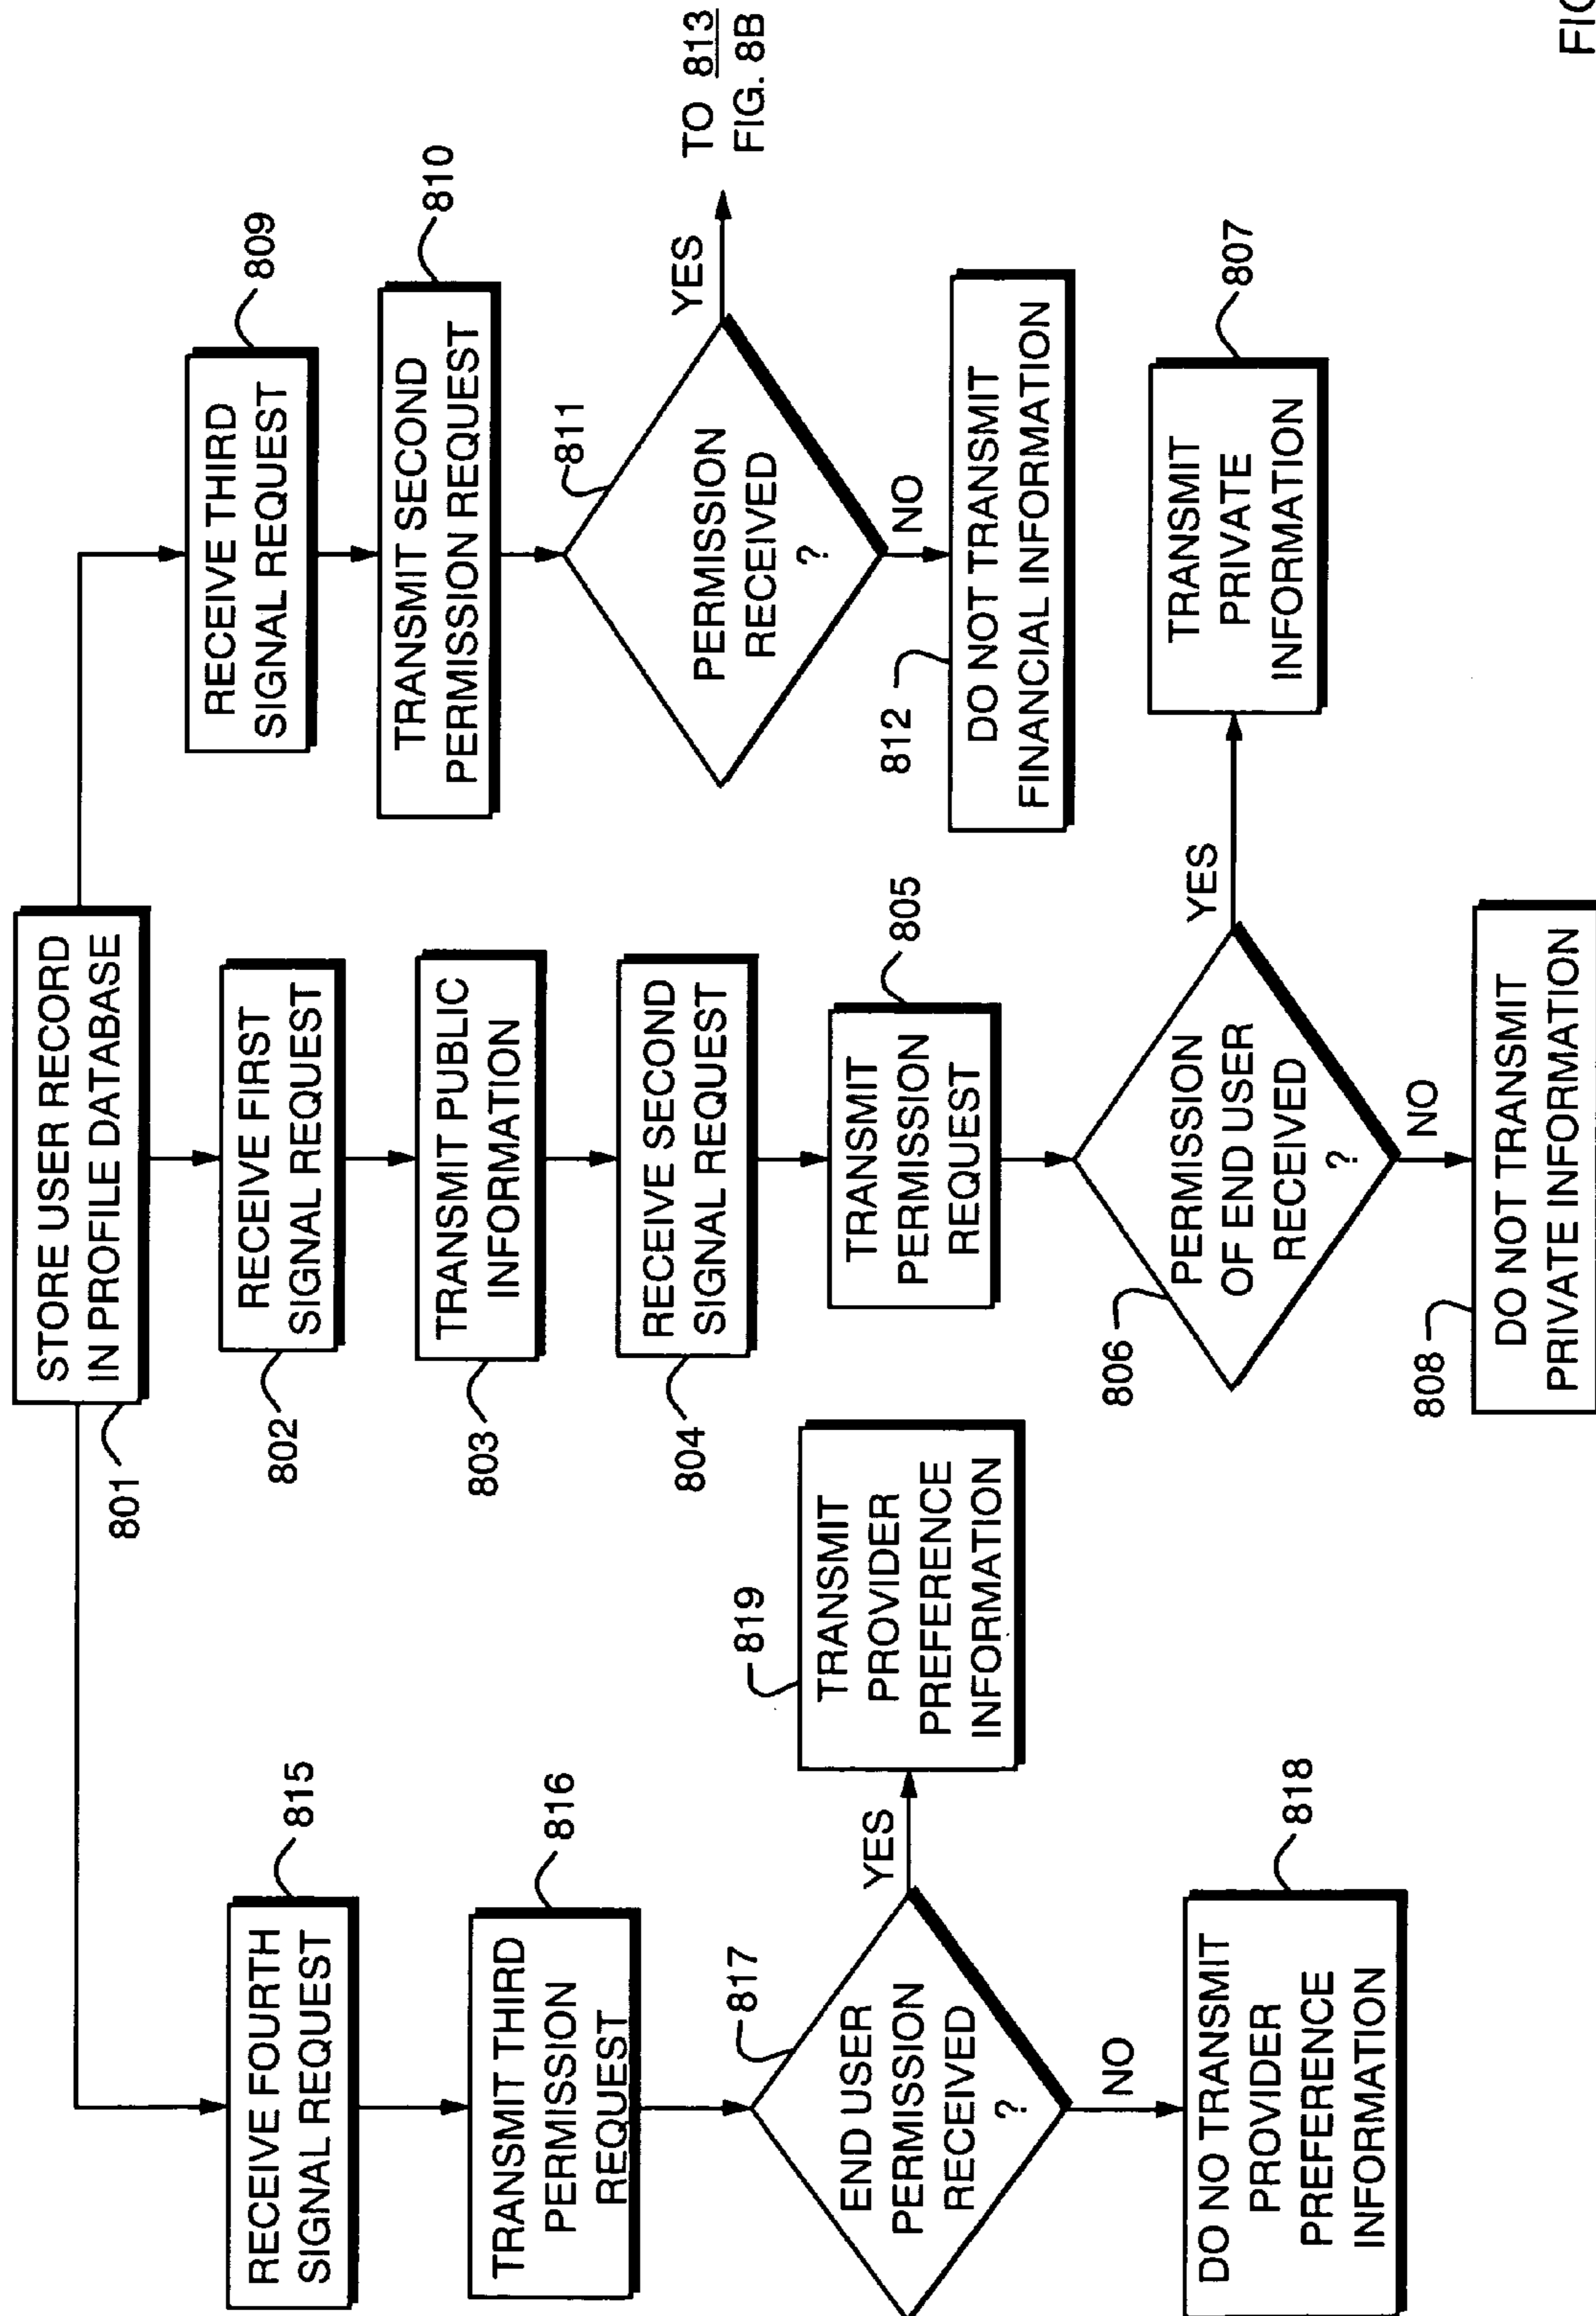 STORE USER RECORD
IN PROFILE DATABASE
801
RECEIVE FOURTH
SIGNAL REQUEST
815
TRANSMIT THIRD
PERMISSION
REQUEST
816
END USER
PERMISSION
RECEIVED
?
817
YES
NO
TRANSMIT
PROVIDER
PREFERENCE
INFORMATION
819
DO NO TRANSMIT
PROVIDER
PREFERENCE
INFORMATION
818
RECEIVE FIRST
SIGNAL REQUEST
802
TRANSMIT PUBLIC
INFORMATION
803
RECEIVE SECOND
SIGNAL REQUEST
804
TRANSMIT
PERMISSION
REQUEST
805
PERMISSION
OF END USER
RECEIVED
?
806
YES
NO
TRANSMIT
PRIVATE
INFORMATION
807
DO NOT TRANSMIT
PRIVATE INFORMATION
808
RECEIVE THIRD
SIGNAL REQUEST
809
TRANSMIT SECOND
PERMISSION REQUEST
810
PERMISSION
RECEIVED
?
811
YES
TO 813
FIG. 8B
NO
DO NOT TRANSMIT
FINANCIAL INFORMATION
812